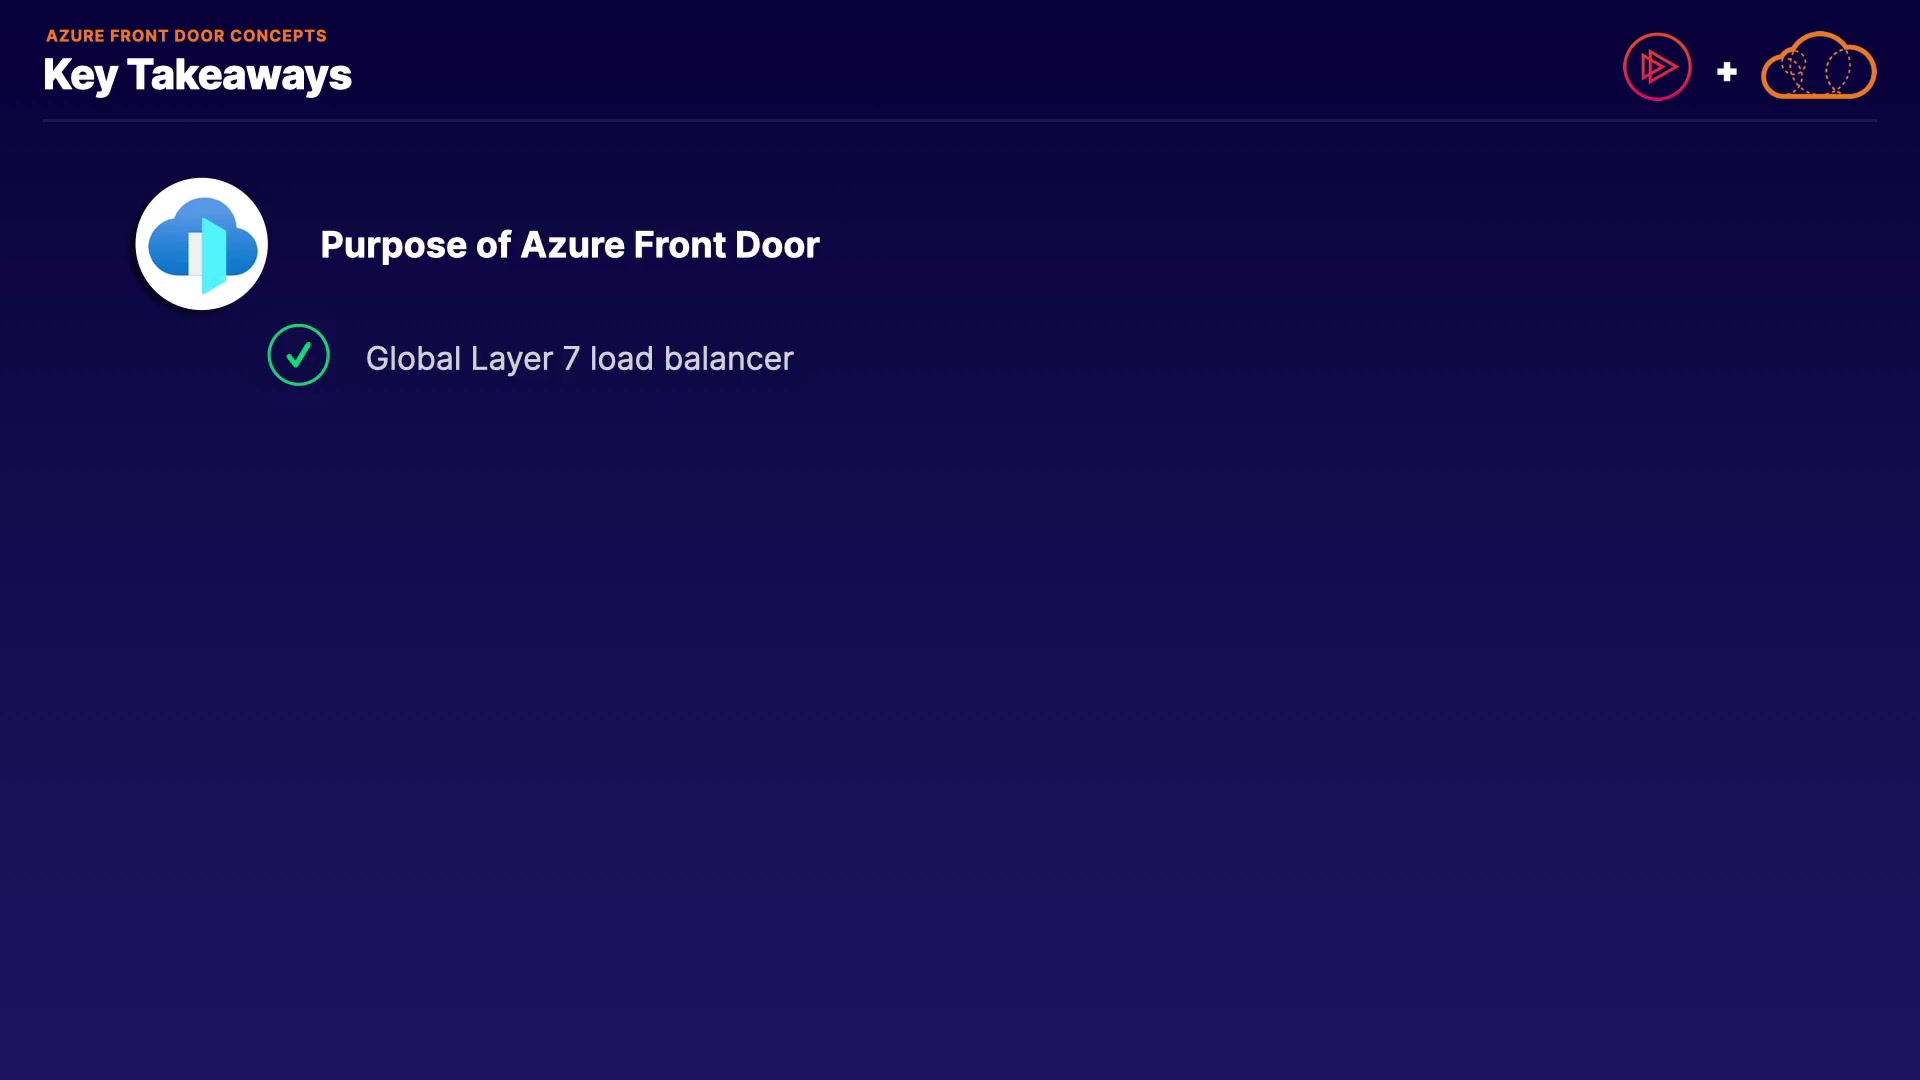 AZURE FRONT DOOR CONCEPTS
Key Takeaways
Purpose of Azure Front Door
Global Layer 7 load balancer